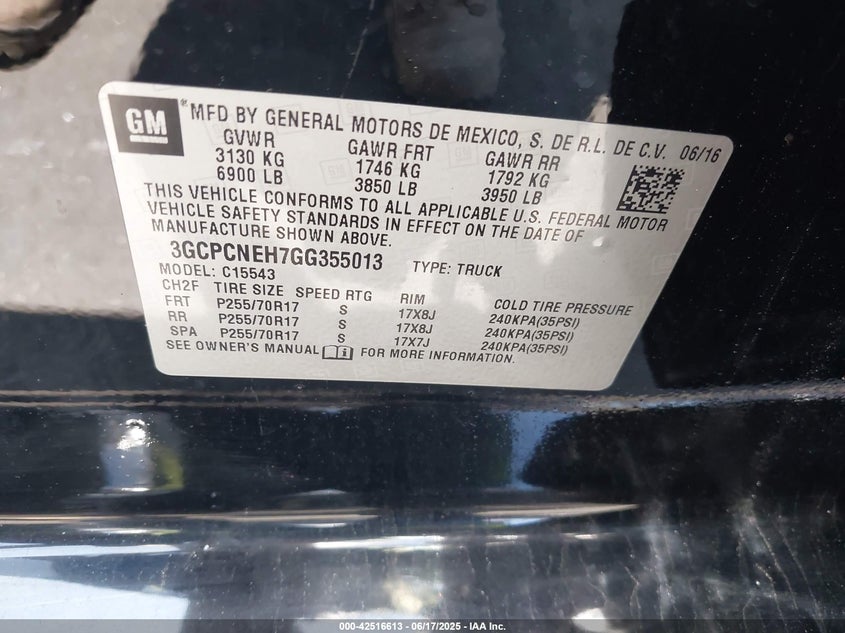 GM ® MFD BY GENERAL MOTORS DE MEXICO, S. DE R.L. DE C.V. 06/16
GVWR GAWR FRT GAWR RR
3130 KG 1746 KG 1792 KG
6900 LB 3850 LB 3950 LB
THIS VEHICLE CONFORMS TO ALL APPLICABLE U.S. FEDERAL MOTOR
VEHICLE SAFETY STANDARDS IN EFFECT ON THE DATE OF
MANUFACTURE SHOWN ABOVE.
3GCPCNEH7GG355013 TYPE: TRUCK
MODEL: C15543
CH2F TIRE SIZE SPEED RTG RIM COLD TIRE PRESSURE
FRT P255/70R17 S 17X8J 240KPA(35PSI)
RR P255/70R17 S 17X8J 240KPA(35PSI)
SPA P255/70R17 S 17X7J 240KPA(35PSI)
SEE OWNER'S MANUAL FOR MORE INFORMATION.
000-42516613 - 06/17/2025 - IAA Inc.